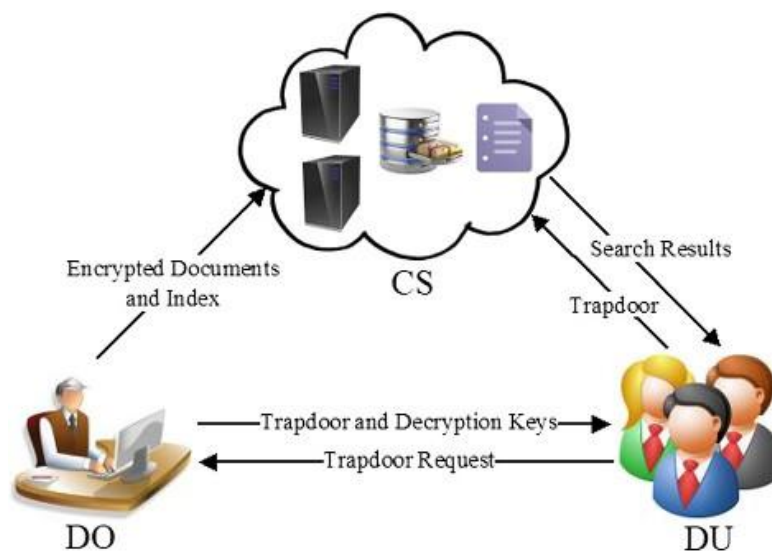 CS
Encrypted Documents
and Index
Search Results
Trapdoor
Trapdoor and Decryption Keys
Trapdoor Request
DO
DU